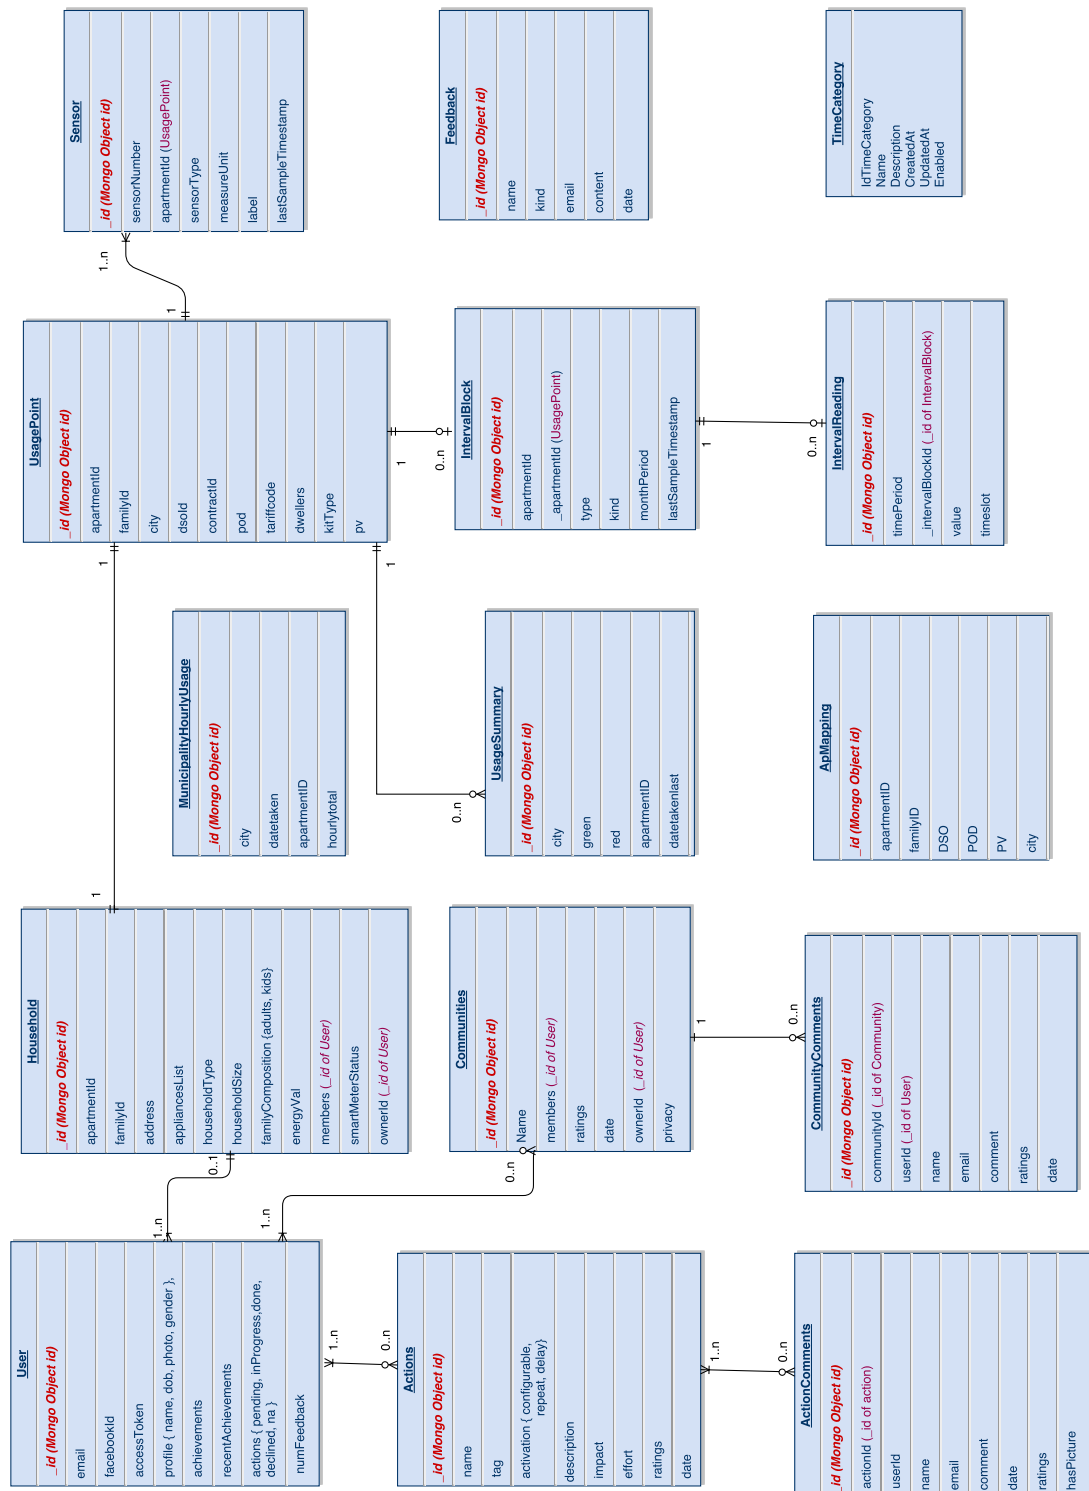 User
_id (Mongo Object id)
email
facebookId
accessToken
profile { name, dob, photo, gender },
achievements
recentAchievements
actions { pending, inProgress,done,
declined, na }
numFeedback
1..n
0..1
1..n
0..n
1..n
0..n
Household
_id (Mongo Object id)
apartmentId
familyId
address
appliancesList
householdType
householdSize
familyComposition {adults, kids}
energyVal
members (_id of User)
smartMeterStatus
ownerId (_id of User)
1
1
UsagePoint
_id (Mongo Object id)
apartmentId
familyId
city
dsoId
contractId
pod
tariffcode
dwellers
kitType
pv
1
1..n
Sensor
_id (Mongo Object id)
sensorNumber
apartmentId (UsagePoint)
sensorType
measureUnit
label
lastSampleTimestamp
MunicipalityHourlyUsage
_id (Mongo Object id)
city
datetaken
apartmentID
hourlytotal
1
0..n
1
0..n
Actions
_id (Mongo Object id)
name
tag
activation { configurable,
repeat, delay}
description
impact
effort
ratings
date
1..n
0..n
Communities
_id (Mongo Object id)
Name
members (_id of User)
ratings
date
ownerId (_id of User)
privacy
1
0..n
UsageSummary
_id (Mongo Object id)
city
green
red
apartmentID
datetakenlast
IntervalBlock
_id (Mongo Object id)
apartmentId
_apartmentId (UsagePoint)
type
kind
monthPeriod
lastSampleTimestamp
1
0..n
Feedback
_id (Mongo Object id)
name
kind
email
content
date
ActionComments
_id (Mongo Object id)
actionId (_id of action)
userId
name
email
comment
date
ratings
hasPicture
CommunityComments
_id (Mongo Object id)
communityId (_id of Community)
userId (_id of User)
name
email
comment
ratings
date
ApMapping
_id (Mongo Object id)
apartmentID
familyID
DSO
POD
PV
city
IntervalReading
_id (Mongo Object id)
timePeriod
_intervalBlockId (_id of IntervalBlock)
value
timeslot
TimeCategory
IdTimeCategory
Name
Description
CreatedAt
UpdatedAt
Enabled